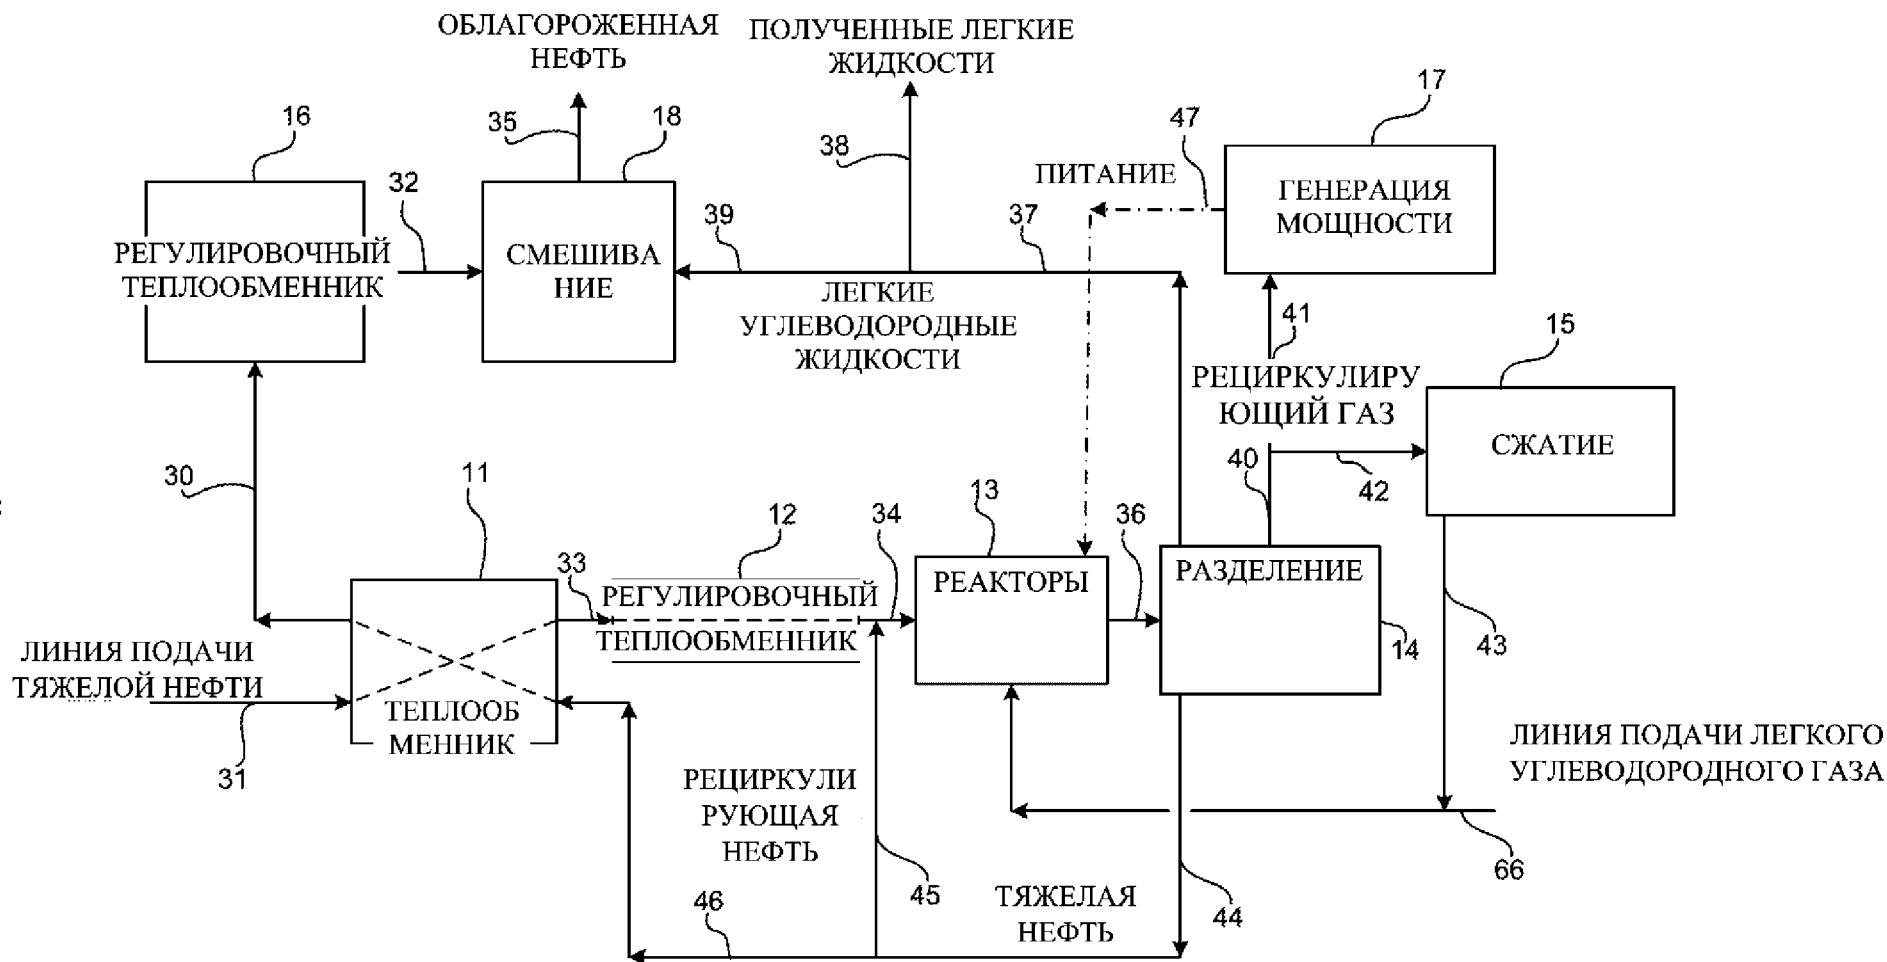 ОБЛАГОРОЖЕННАЯ
НЕФТЬ
ПОЛУЧЕННЫЕ ЛЕГКИЕ
ЖИДКОСТИ
16
35
18
38
47
17
ПИТАНИЕ
ГЕНЕРАЦИЯ
МОЩНОСТИ
РЕГУЛИРОВОЧНЫЙ
ТЕПЛООБМЕННИК
32
СМЕШИВА
НИЕ
39
37
ЛЕГКИЕ
УГЛЕВОДОРОДНЫЕ
ЖИДКОСТИ
41
15
РЕЦИРКУЛИРУ
ЮЩИЙ ГАЗ
СЖАТИЕ
30
11
12
34
13
36
40
42
33
РЕГУЛИРОВОЧНЫЙ
ТЕПЛООБМЕННИК
РЕАКТОРЫ
РАЗДЕЛЕНИЕ
14
43
ЛИНИЯ ПОДАЧИ
ТЯЖЕЛОЙ НЕФТИ
31
ТЕПЛООБ
МЕННИК
ЛИНИЯ ПОДАЧИ ЛЕГКОГО
УГЛЕВОДОРОДНОГО ГАЗА
66
РЕЦИРКУЛИ
РУЮЩАЯ
НЕФТЬ
45
46
ТЯЖЕЛАЯ
НЕФТЬ
44